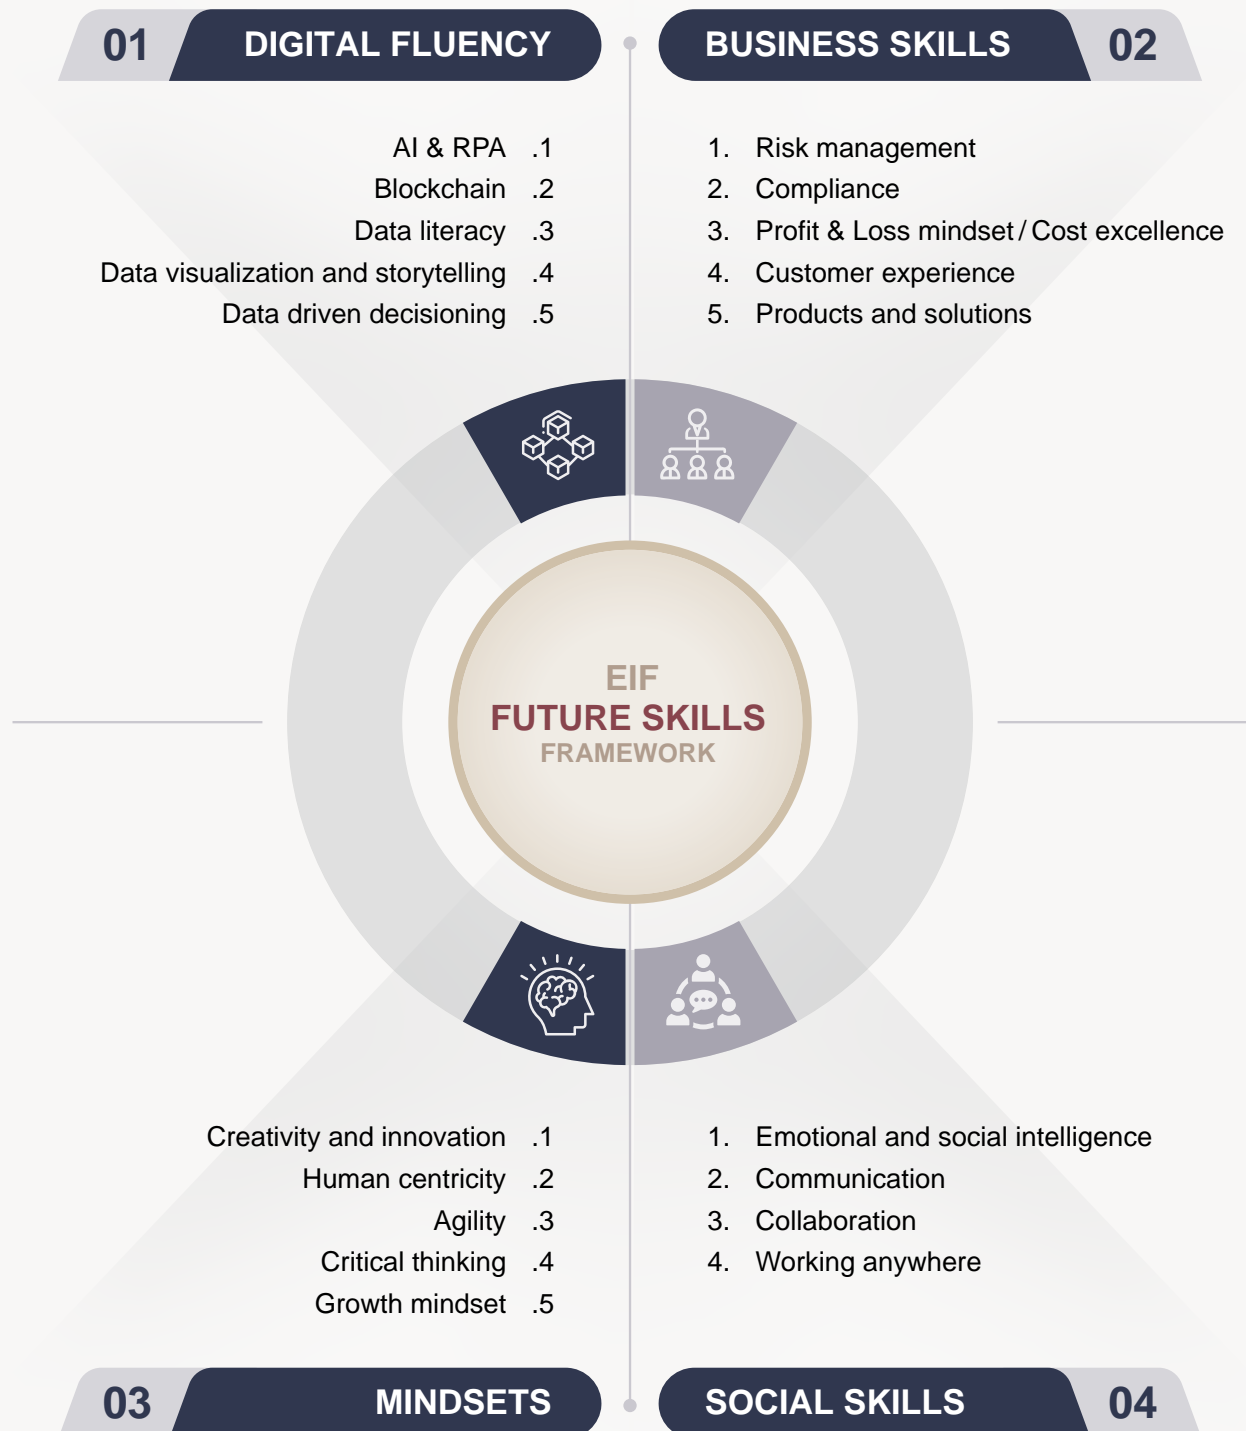 01 DIGITAL FLUENCY
AI & RPA .1
Blockchain .2
Data literacy .3
Data visualization and storytelling .4
Data driven decisioning .5
BUSINESS SKILLS 02
1. Risk management
2. Compliance
3. Profit & Loss mindset / Cost excellence
4. Customer experience
5. Products and solutions
EIF
FUTURE SKILLS
FRAMEWORK
Creativity and innovation .1
Human centricity .2
Agility .3
Critical thinking .4
Growth mindset .5
03 MINDSETS
1. Emotional and social intelligence
2. Communication
3. Collaboration
4. Working anywhere
SOCIAL SKILLS 04